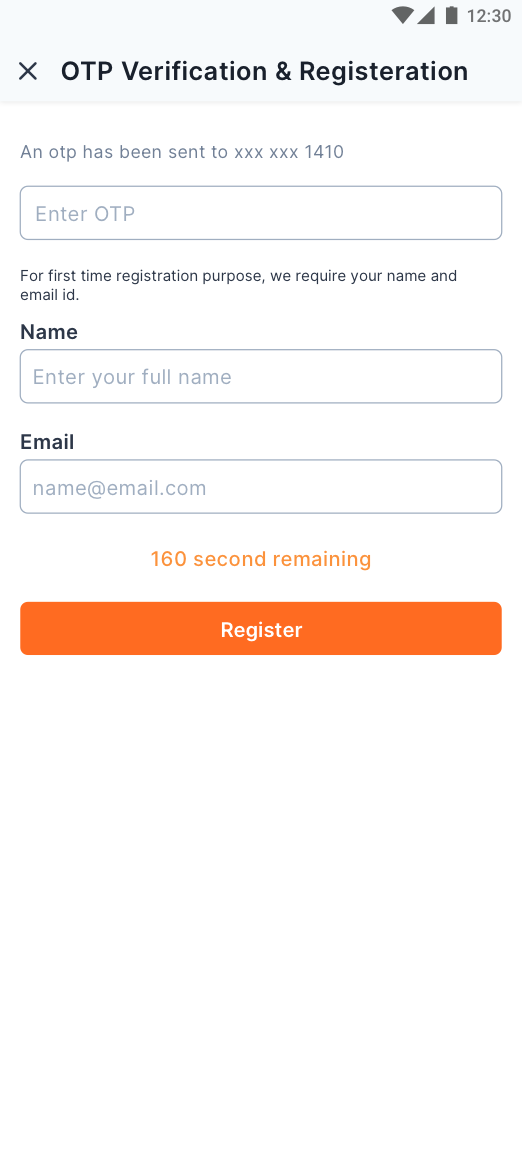 12:30
OTP Verification & Registeration
An otp has been sent to xxx xxx 1410
Enter OTP
For first time registration purpose, we require your name and
email id.
Name
Enter your full name
Email
name@email.com
160 second remaining
Register